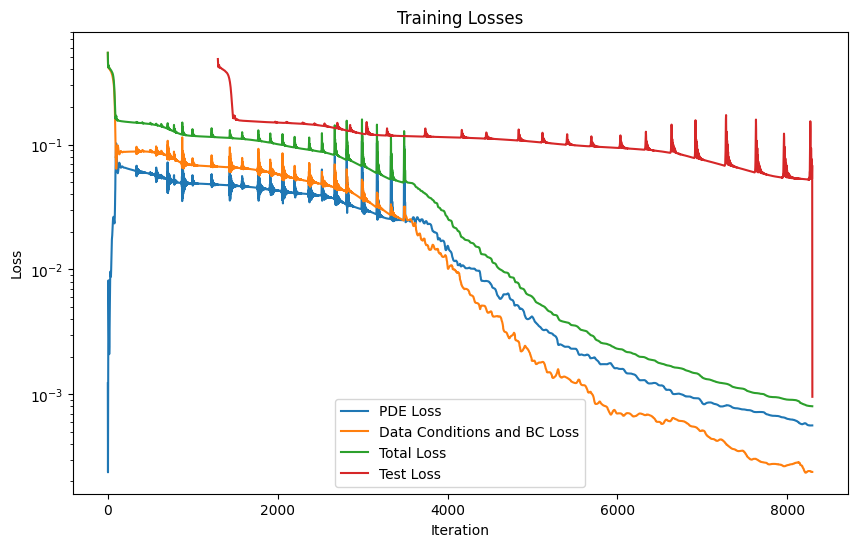 Training Losses
Loss
10⁻¹
10⁻²
10⁻³
PDE Loss
Data Conditions and BC Loss
Total Loss
Test Loss
0 2000 4000 6000 8000
Iteration